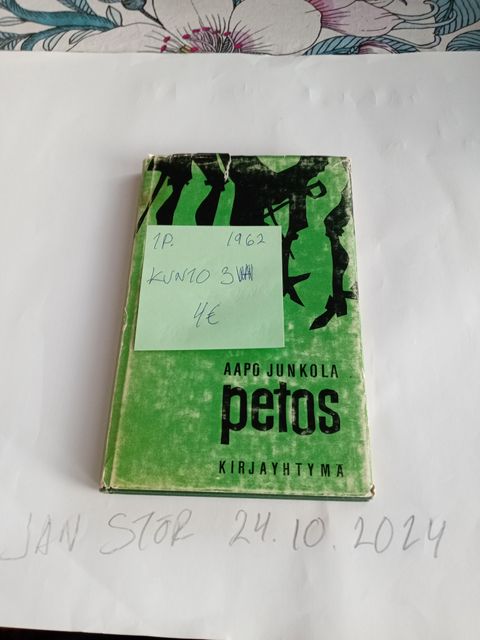 1P. 1962
KUNTO 3
4€
AAPO JUNKOLA
petos
KIRJAYHTYMÄ
JAN STOR 24.10.2024